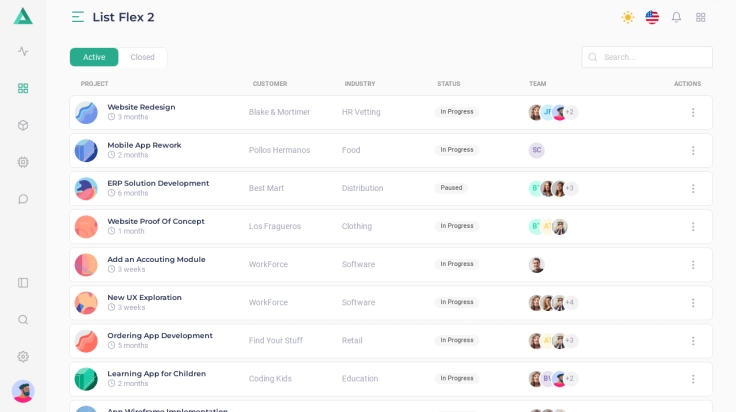 List Flex 2
Active
Closed
Search...
PROJECT CUSTOMER INDUSTRY STATUS TEAM ACTIONS
Website Redesign
3 months
Blake & Mortimer
HR Vetting
In Progress
+2
Mobile App Rework
2 months
Pollos Hermanos
Food
In Progress
SC
ERP Solution Development
6 months
Best Mart
Distribution
Paused
+3
Website Proof Of Concept
1 month
Los Fragueros
Clothing
In Progress
Add an Accouting Module
3 weeks
WorkForce
Software
In Progress
New UX Exploration
3 weeks
WorkForce
Software
In Progress
+4
Ordering App Development
5 months
Find Your Stuff
Retail
In Progress
+3
Learning App for Children
2 months
Coding Kids
Education
In Progress
+2
App Wireframe Implementation